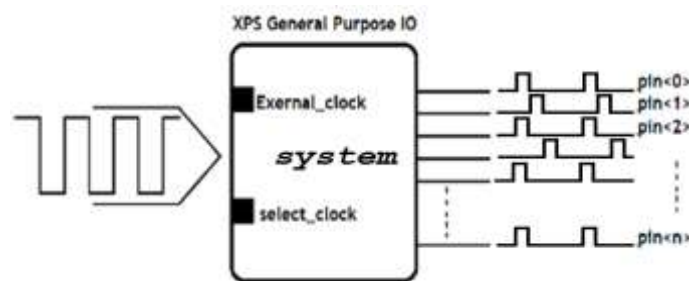 XPS General Purpose IO
Exernal_clock
system
select_clock
pin<0>
pin<1>
pin<2>
pin<n>